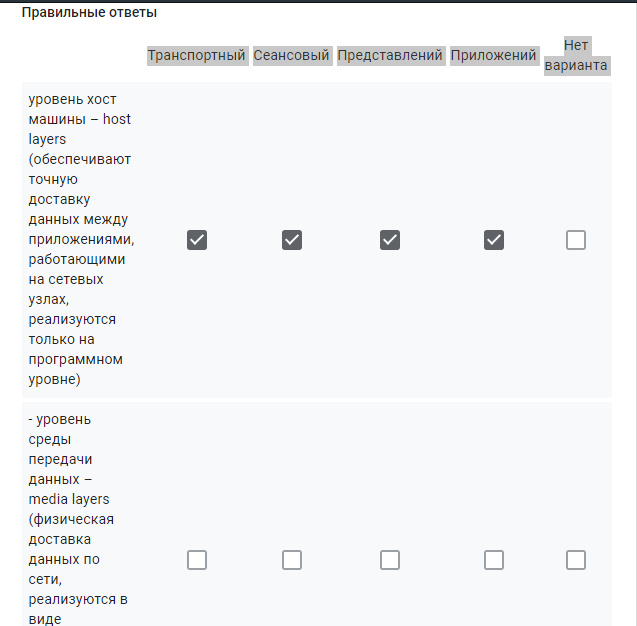 Правильные ответы
Транспортный Сеансовый Представлений Приложений Нет
варианта
уровень хост
машины – host
layers
(обеспечивают
точную
доставку
данных между
приложениями,
работающими
на сетевых
узлах,
реализуются
только на
программном
уровне)
- уровень
среды
передачи
данных –
media layers
(физическая
доставка
данных по
сети,
реализуются в
виде